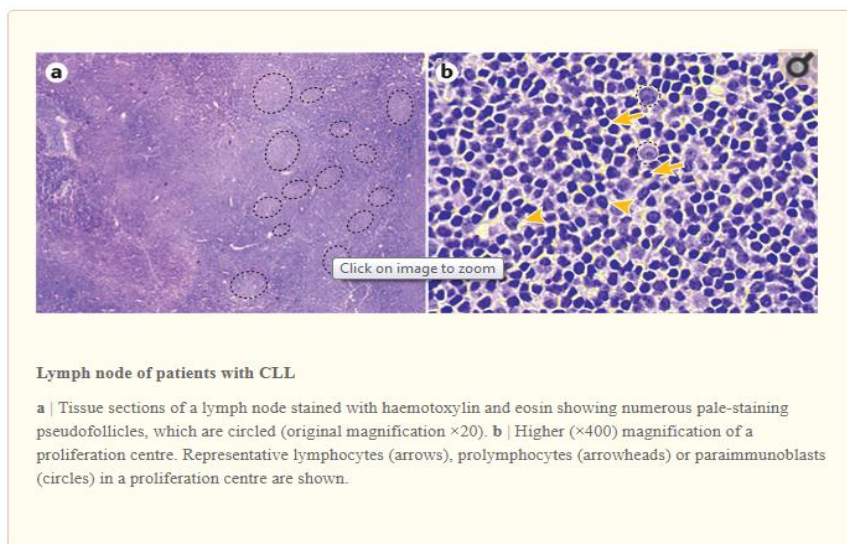 a
b
Click on image to zoom
Lymph node of patients with CLL
a | Tissue sections of a lymph node stained with haemotoxylin and eosin showing numerous pale-staining
pseudofollicles, which are circled (original magnification ×20). b | Higher (×400) magnification of a
proliferation centre. Representative lymphocytes (arrows), prolymphocytes (arrowheads) or paraimmunoblasts
(circles) in a proliferation centre are shown.